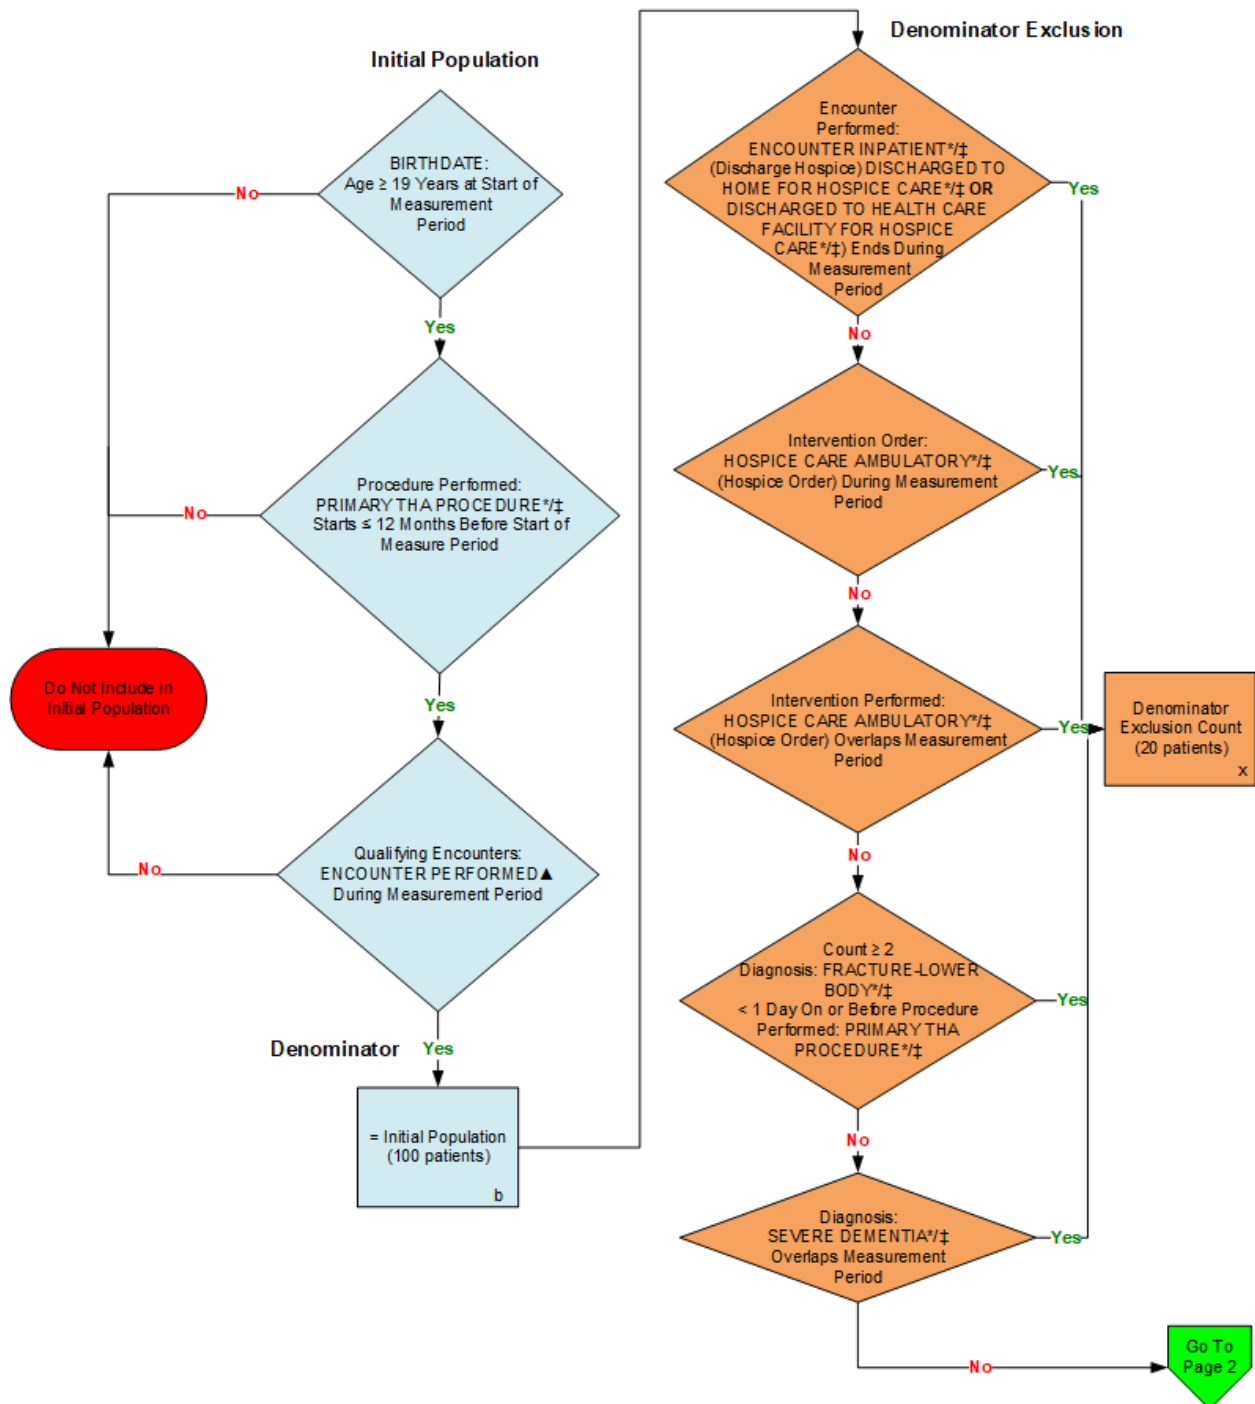 Initial Population
BIRTHDATE:
Age ≥ 19 Years at Start of
Measurement
Period
No
Yes
Procedure Performed:
PRIMARY THA PROCEDURE*/‡
Starts ≤ 12 Months Before Start of
Measure Period
No
Yes
Do Not Include in
Initial Population
Qualifying Encounters:
ENCOUNTER PERFORMED▲
During Measurement Period
No
Yes
Denominator
= Initial Population
(100 patients)
b
Denominator Exclusion
Encounter
Performed:
ENCOUNTER INPATIENT*/‡
(Discharge Hospice) DISCHARGED TO
HOME FOR HOSPICE CARE*/‡ OR
DISCHARGED TO HEALTH CARE
FACILITY FOR HOSPICE
CARE*/‡) Ends During
Measurement
Period
Yes
No
Intervention Order:
HOSPICE CARE AMBULATORY*/‡
(Hospice Order) During Measurement
Period
Yes
No
Intervention Performed:
HOSPICE CARE AMBULATORY*/‡
(Hospice Order) Overlaps Measurement
Period
Yes
Denominator
Exclusion Count
(20 patients)
x
No
Count ≥ 2
Diagnosis: FRACTURE-LOWER
BODY*/‡
< 1 Day On or Before Procedure
Performed: PRIMARY THA
PROCEDURE*/‡
Yes
No
Diagnosis:
SEVERE DEMENTIA*/‡
Overlaps Measurement
Period
Yes
No
Go To
Page 2